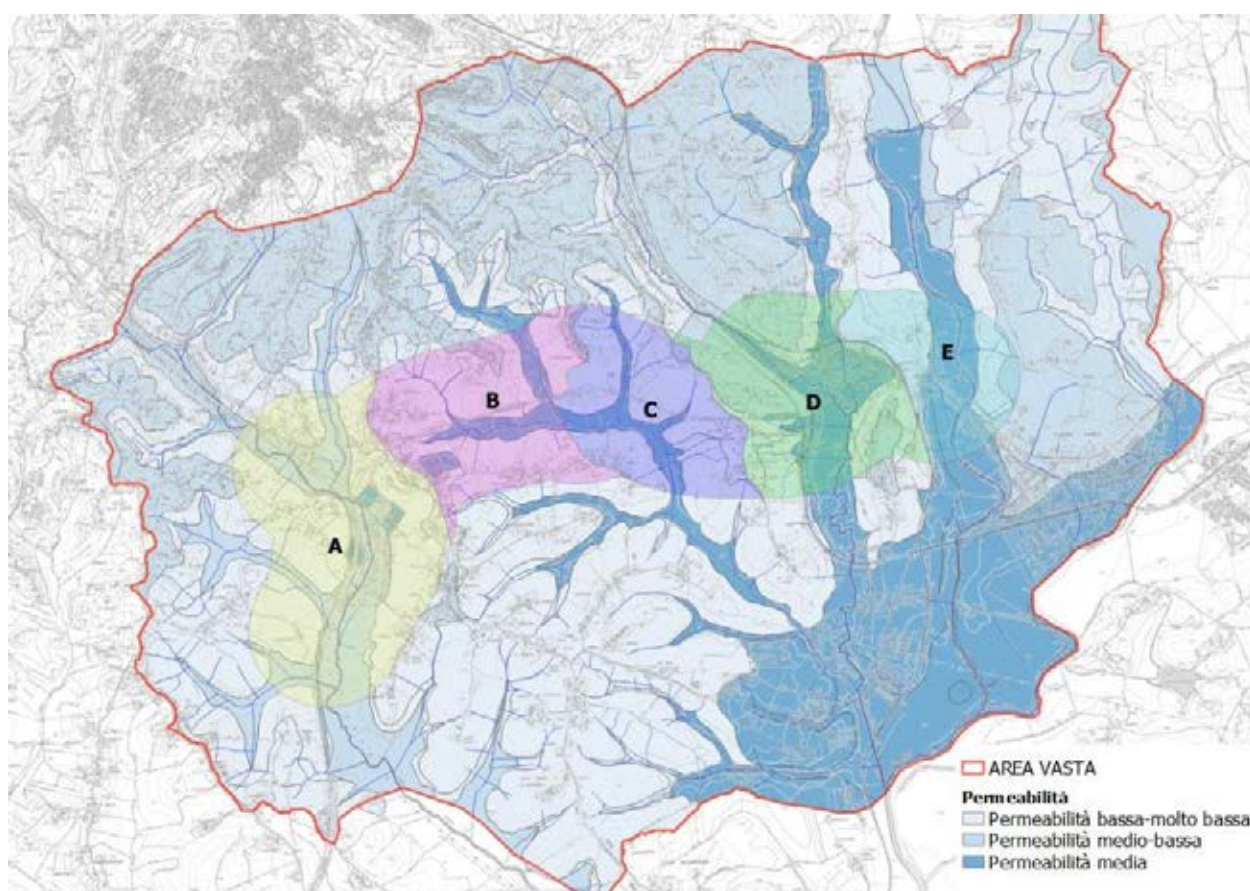 E
B
C
D
A
AREA VASTA
Permeabilità
Permeabilità bassa-molto bassa
Permeabilità medio-bassa
Permeabilità media